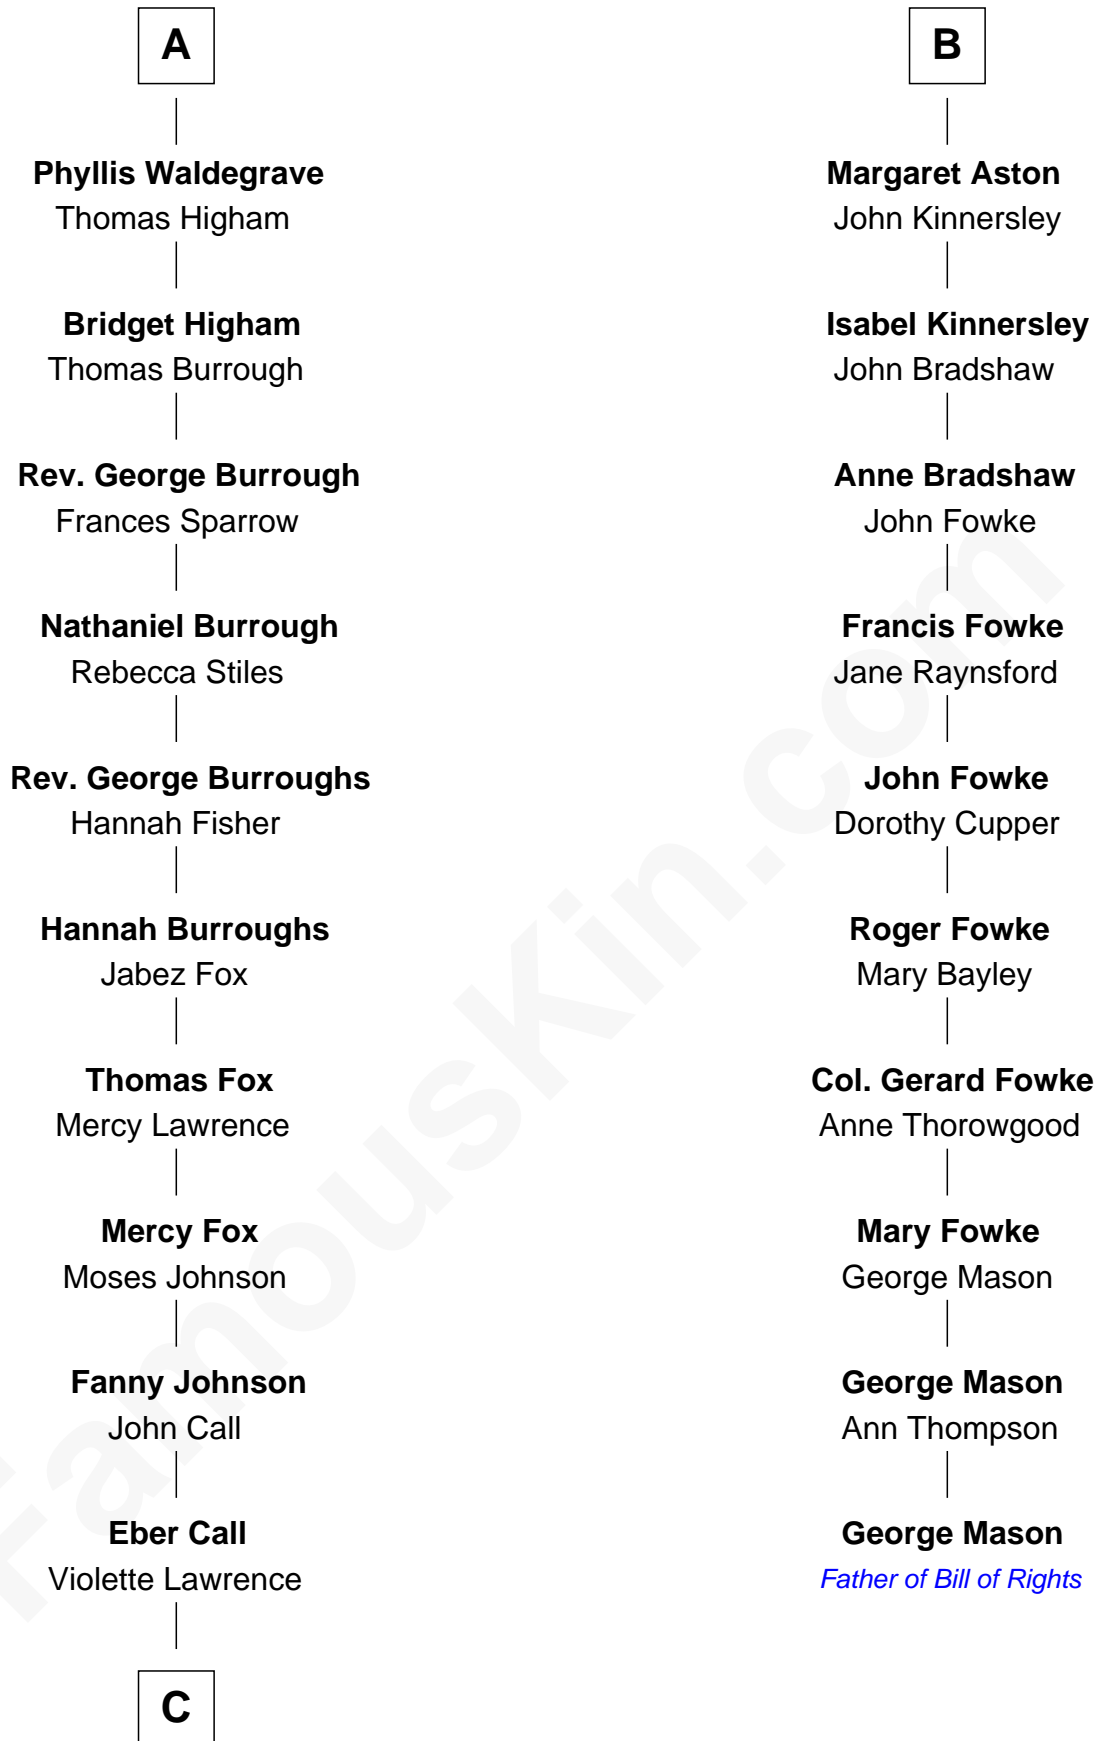 A
Phyllis Waldegrave
Thomas Higham
Bridget Higham
Thomas Burrough
Rev. George Burrough
Frances Sparrow
Nathaniel Burrough
Rebecca Stiles
Rev. George Burroughs
Hannah Fisher
Hannah Burroughs
Jabez Fox
Thomas Fox
Mercy Lawrence
Mercy Fox
Moses Johnson
Fanny Johnson
John Call
Eber Call
Violette Lawrence
C
B
Margaret Aston
John Kinnersley
Isabel Kinnersley
John Bradshaw
Anne Bradshaw
John Fowke
Francis Fowke
Jane Raynsford
John Fowke
Dorothy Cupper
Roger Fowke
Mary Bayley
Col. Gerard Fowke
Anne Thorowgood
Mary Fowke
George Mason
George Mason
Ann Thompson
George Mason
Father of Bill of Rights
FamousKin.com